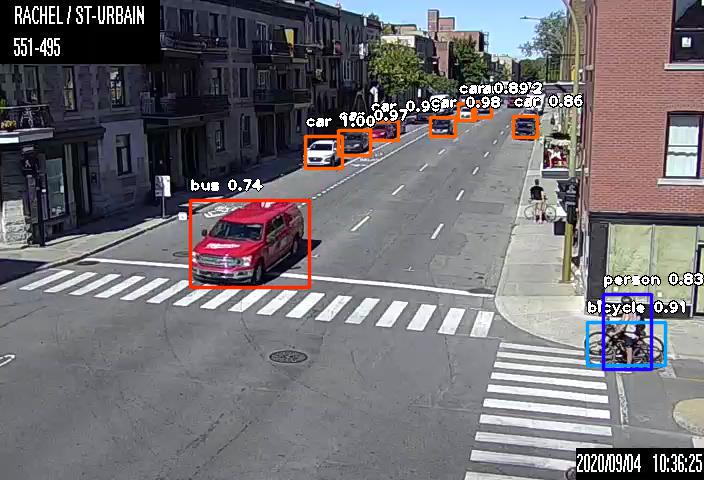 RACHEL / ST-URBAIN
551-495
car 0.86
car 0.98
car 1.00
0.97
bus 0.74
person 0.83
bicycle 0.91
2020/09/04 10:36:25